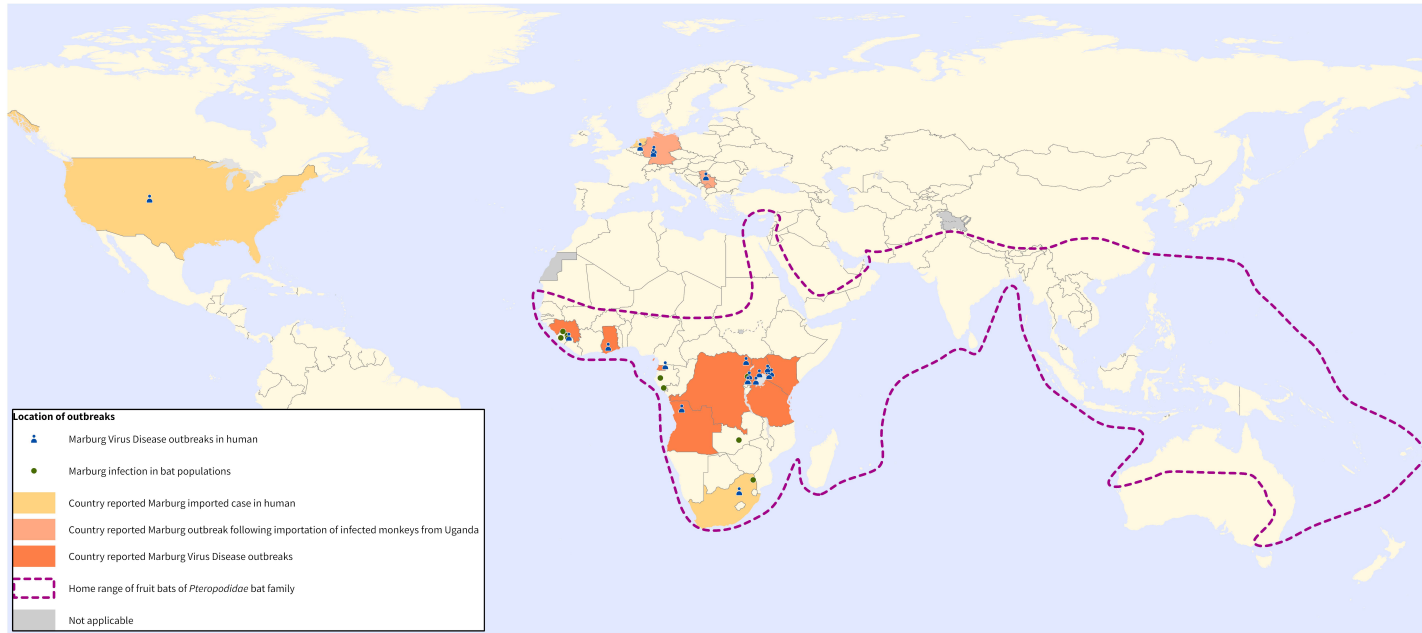 Location of outbreaks
Marburg Virus Disease outbreaks in human
Marburg infection in bat populations
Country reported Marburg imported case in human
Country reported Marburg outbreak following importation of infected monkeys from Uganda
Country reported Marburg Virus Disease outbreaks
Home range of fruit bats of Pteropodidae bat family
Not applicable